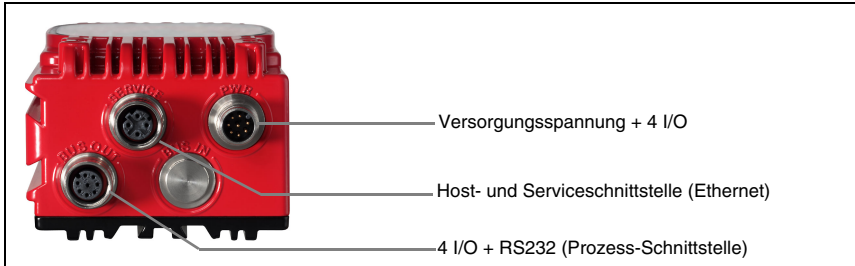 SERVICE
PWR
BUS OUT
BUS IN
Versorgungsspannung + 4 I/O
Host- und Serviceschnittstelle (Ethernet)
4 I/O + RS232 (Prozess-Schnittstelle)